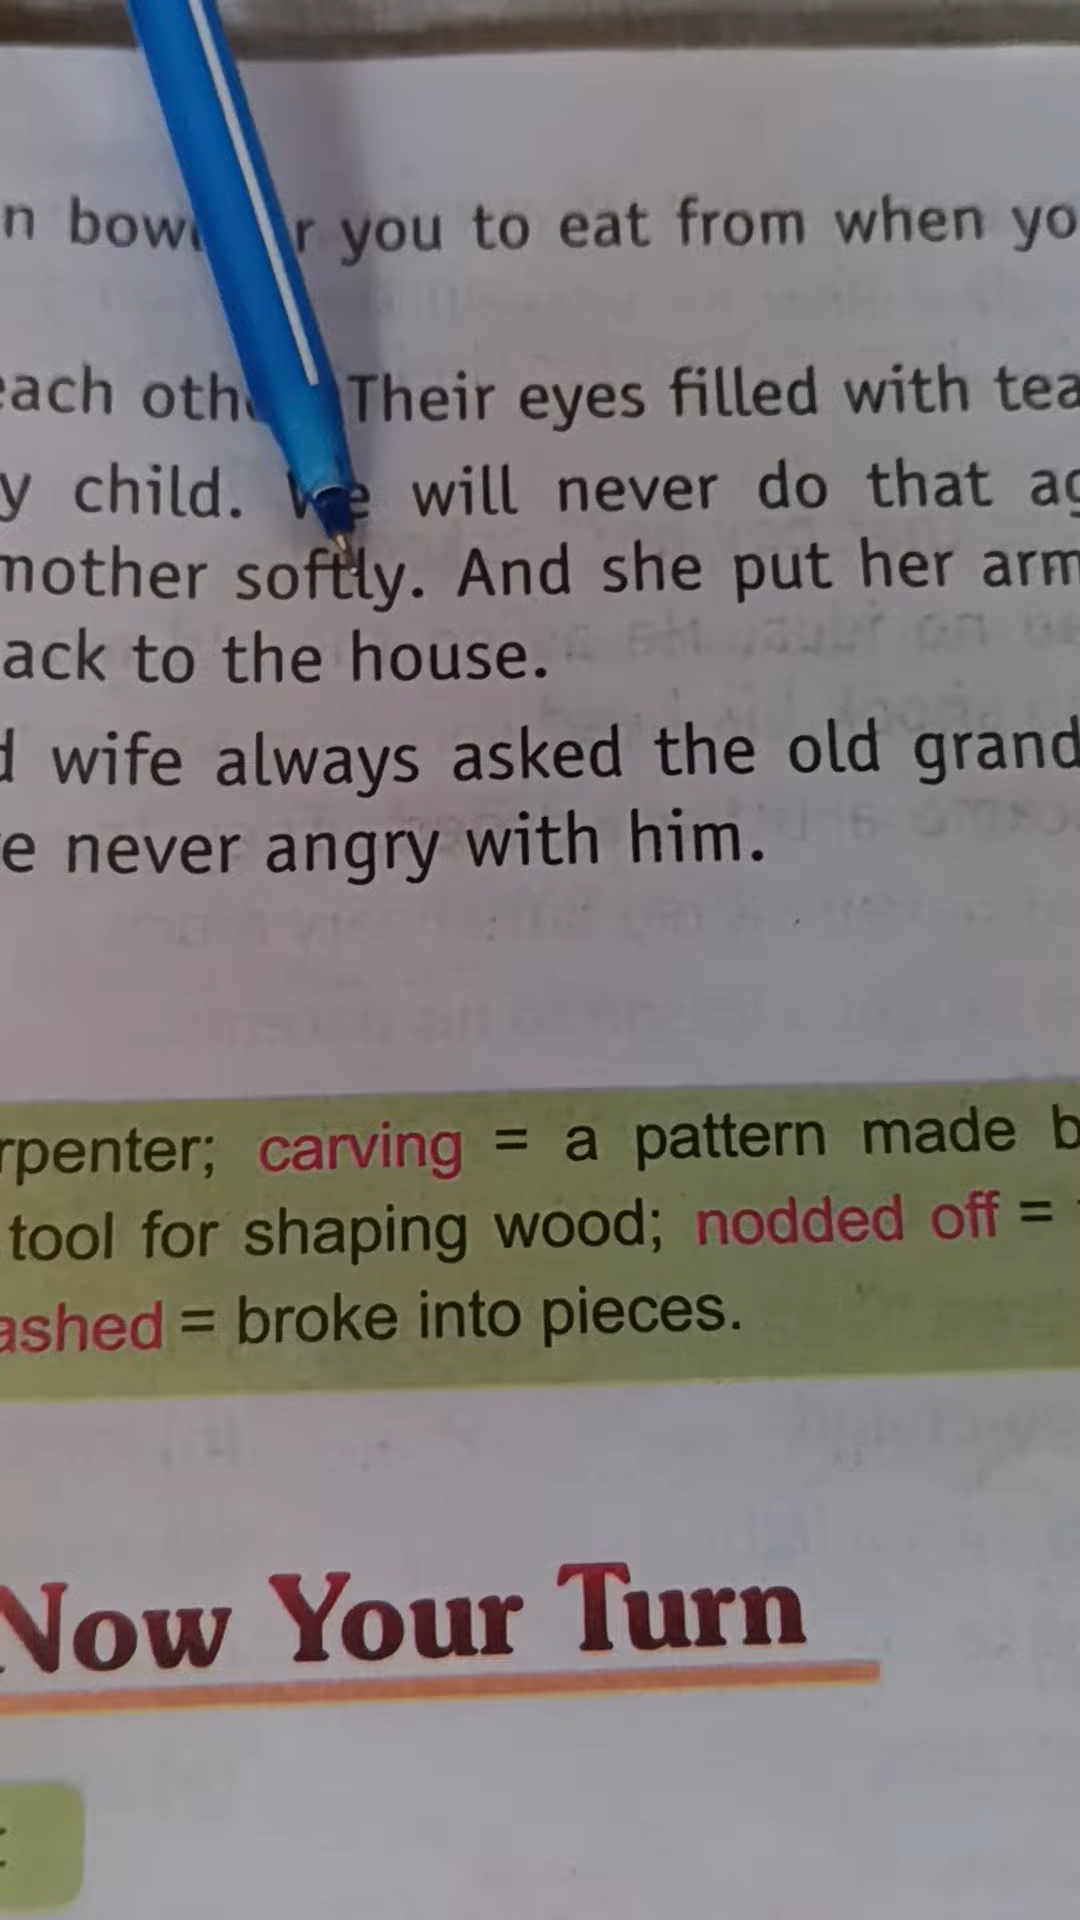 n bow r you to eat from when yo
each oth Their eyes filled with tea
y child. We will never do that ag
mother softly. And she put her arm
ack to the house.
d wife always asked the old grand
e never angry with him.
rpenter; carving = a pattern made b
tool for shaping wood; nodded off =
ashed = broke into pieces.
Now Your Turn